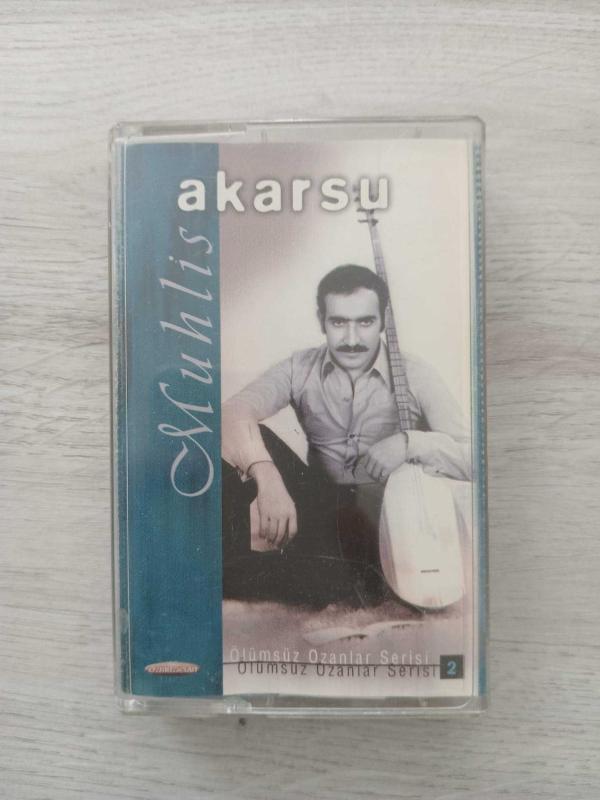 akarsu
Muhlis
Ölümsüz Ozanlar Serisi
Ölümsüz Ozanlar Serisi 2